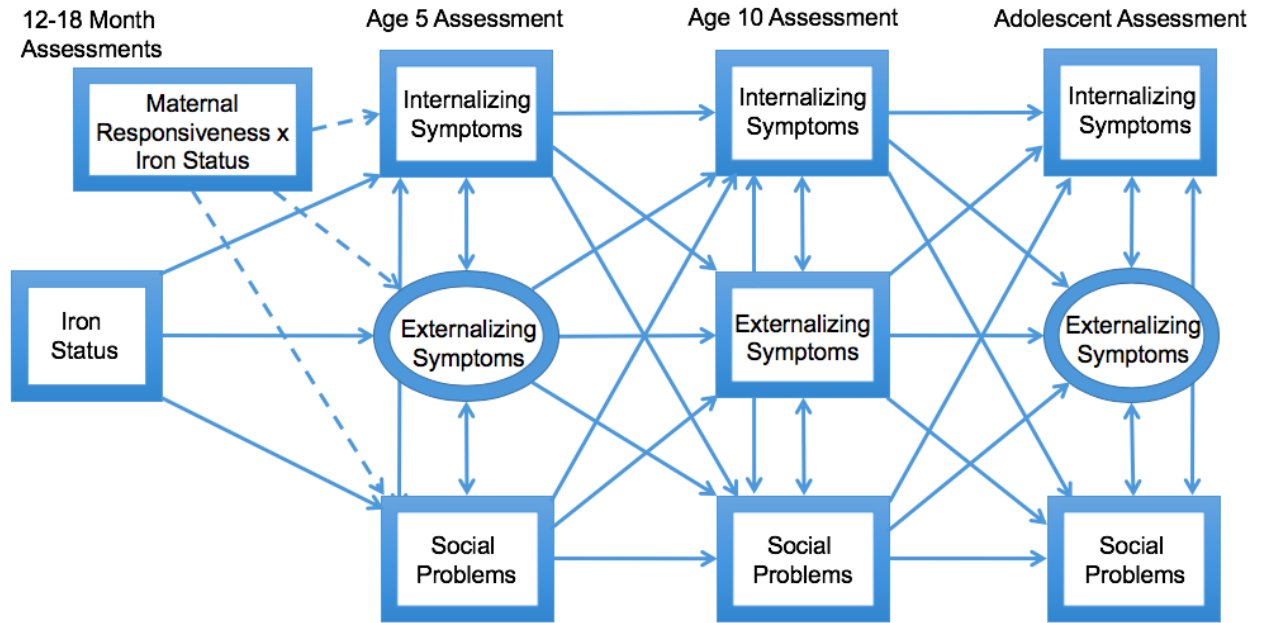 12-18 Month
Assessments
Age 5 Assessment
Age 10 Assessment
Adolescent Assessment
Maternal
Responsiveness x
Iron Status
Internalizing
Symptoms
Internalizing
Symptoms
Internalizing
Symptoms
Iron
Status
Externalizing
Symptoms
Externalizing
Symptoms
Externalizing
Symptoms
Social
Problems
Social
Problems
Social
Problems